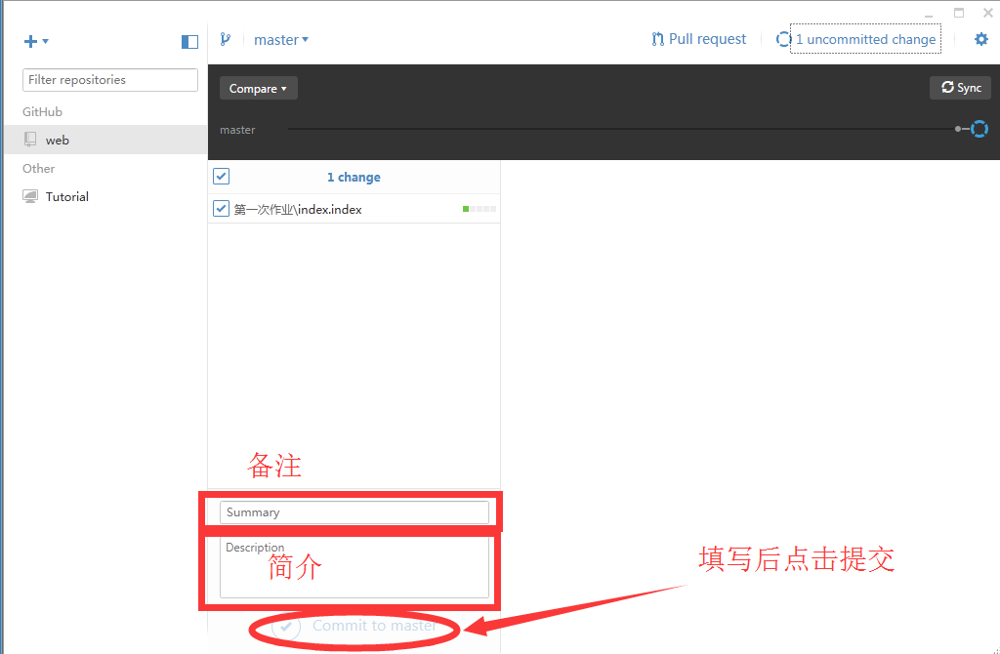 master
Pull request
1 uncommitted change
Filter repositories
Compare
Sync
GitHub
master
web
Other
1 change
Tutorial
第一次作业\index.index
备注
Summary
Description
简介
填写后点击提交
Commit to master